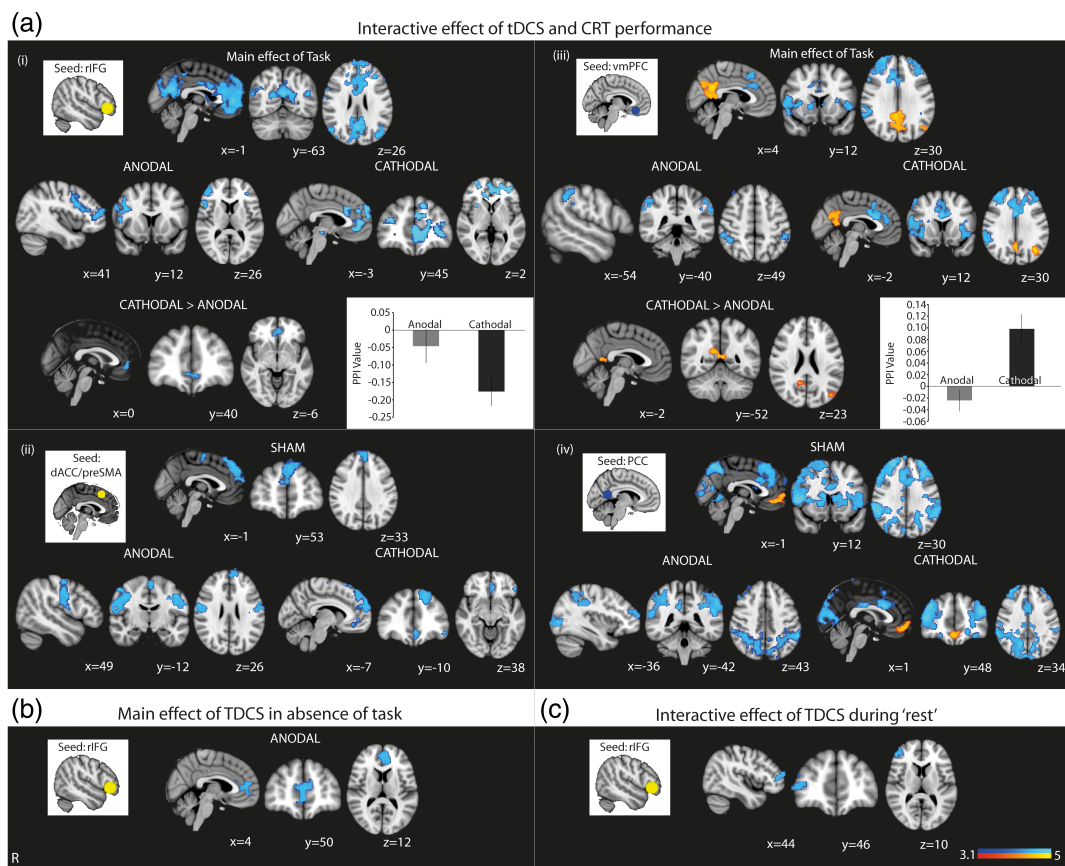 (a)
Interactive effect of tDCS and CRT performance
(i)
Main effect of Task
Seed: rIFG
x=-1 y=-63 z=26
ANODAL CATHODAL
x=41 y=12 z=26 x=-3 y=45 z=2
CATHODAL > ANODAL
x=0 y=40 z=-6
PPI Value
0.05
0
-0.05
-0.10
-0.15
-0.20
-0.25
Anodal Cathodal
(iii)
Main effect of Task
Seed: vmPFC
x=4 y=12 z=30
ANODAL CATHODAL
x=-54 y=-40 z=49 x=-2 y=12 z=30
CATHODAL > ANODAL
x=-2 y=-52 z=23
PPI Value
0.14
0.12
0.10
0.08
0.06
0.04
0.02
0
-0.02
-0.04
-0.06
Anodal Cathodal
(ii)
SHAM
Seed:
dACC/preSMA
x=-1 y=53 z=33
ANODAL CATHODAL
x=49 y=-12 z=26 x=-7 y=-10 z=38
(iv)
SHAM
Seed: PCC
x=-1 y=12 z=30
ANODAL CATHODAL
x=-36 y=-42 z=43 x=1 y=48 z=34
(b)
Main effect of TDCS in absence of task
ANODAL
Seed: rIFG
x=4 y=50 z=12
R
(c)
Interactive effect of TDCS during ‘rest’
Seed: rIFG
x=44 y=46 z=10
3.1 5